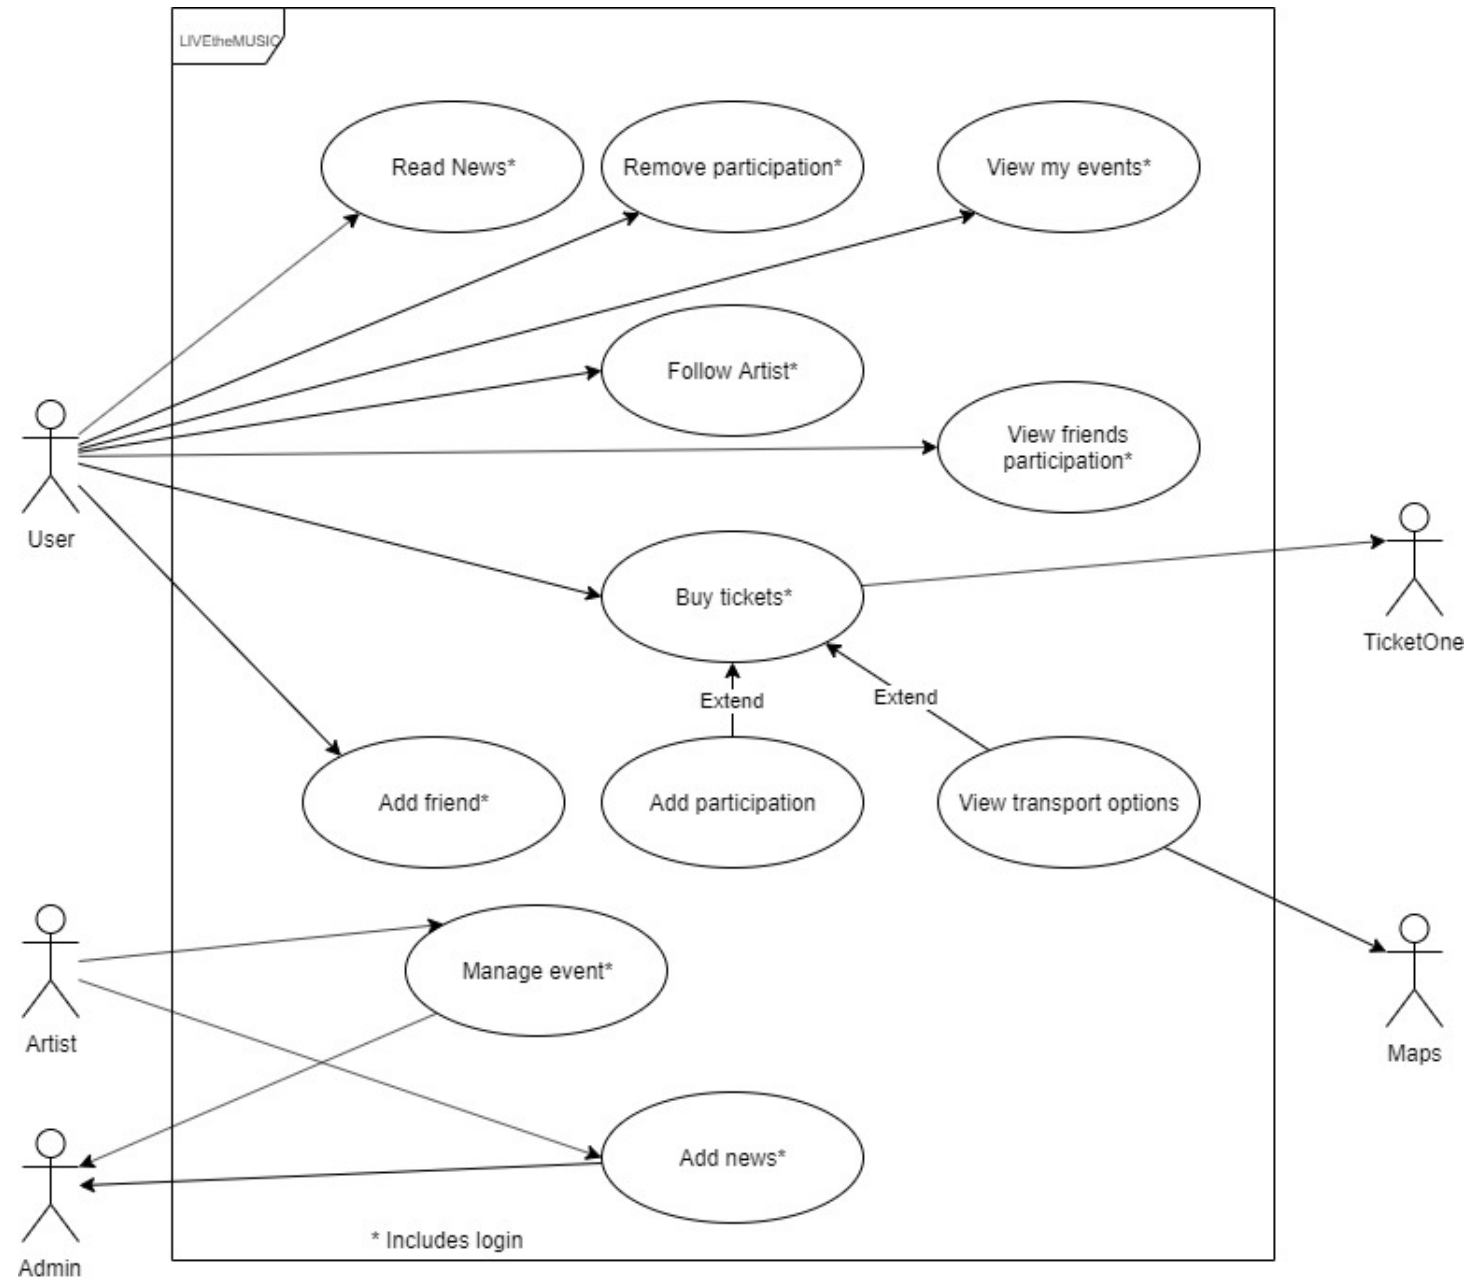 LIVEtheMUSIC
Read News*
Remove participation*
View my events*
Follow Artist*
View friends
participation*
User
Buy tickets*
TicketOne
Extend
Extend
Add friend*
Add participation
View transport options
Manage event*
Artist
Maps
Add news*
* Includes login
Admin